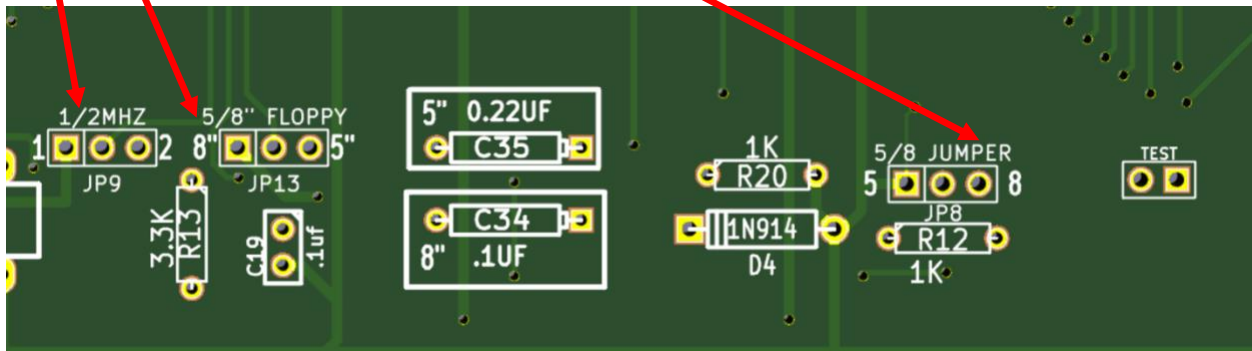 1/2MHZ
1 2
JP9
5/8'' FLOPPY
8" 5"
JP13
3.3K
R13
C19
.1uf
5" 0.22UF
C35
C34
8" .1UF
1K
R20
1N914
D4
5/8 JUMPER
5 8
JP8
R12
1K
TEST